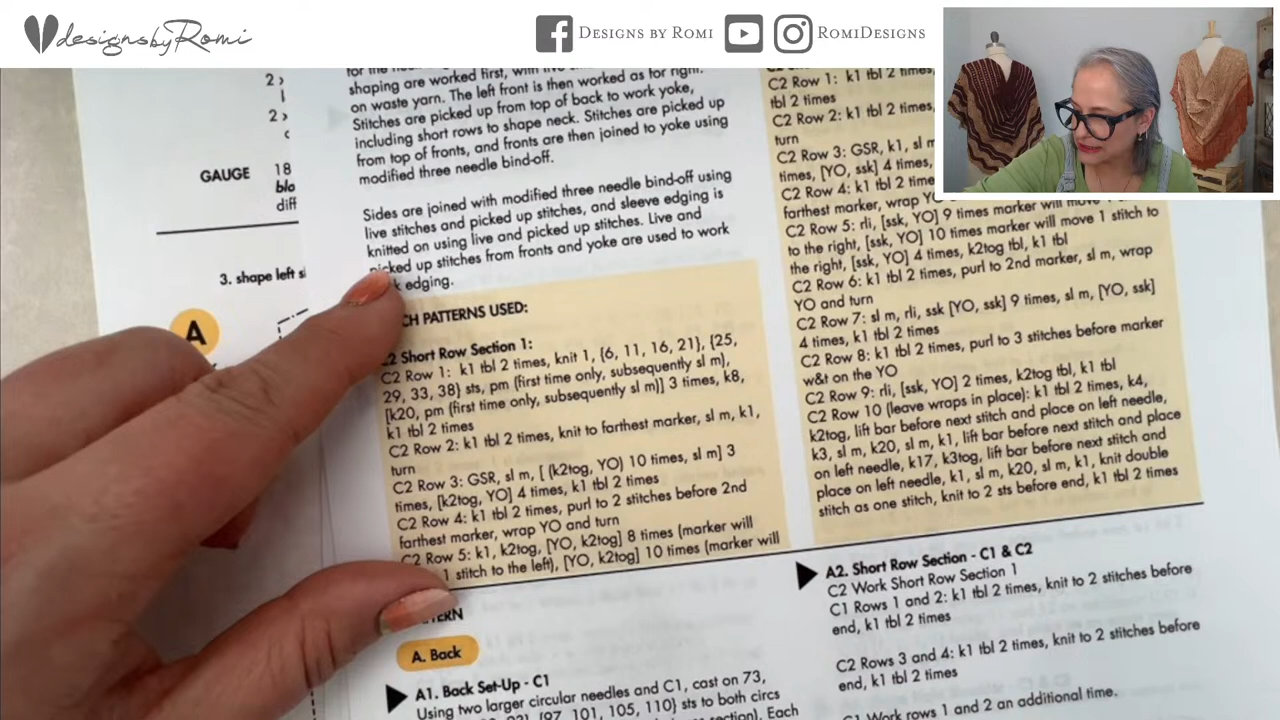 designsbyRomi
DESIGNS BY ROMI
ROMIDESIGNS
2
2
GAUGE 18
3. shape left
A
for the
shaping are worked first, with
on waste yarn. The left front is then worked as for right.
Stitches are picked up from top of back to work yoke,
including short rows to shape neck. Stitches are picked up
from top of fronts, and fronts are then joined to yoke using
modified three needle bind-off.
Sides are joined with modified three needle bind-off using
live stitches and picked up stitches, and sleeve edging is
knitted on using live and picked up stitches. Live and
picked up stitches from fronts and yoke are used to work
edging.
PATTERNS USED:
Short Row Section 1:
C2 Row 1: k1 tbl 2 times, knit 1, {6, 11, 16, 21}, {25,
29, 33, 38} sts, pm (first time only, subsequently sl m),
[k20, pm (first time only, subsequently sl m)] 3 times, k8,
k1 tbl 2 times
C2 Row 2: k1 tbl 2 times, knit to farthest marker, sl m, k1,
turn
C2 Row 3: GSR, sl m, [ (k2tog, YO) 10 times, sl m] 3
times, [k2tog, YO] 4 times, k1 tbl 2 times
C2 Row 4: k1 tbl 2 times, purl to 2 stitches before 2nd
farthest marker, wrap YO and turn
C2 Row 5: k1, k2tog, [YO, k2tog] 8 times (marker will
1 stitch to the left), [YO, k2tog] 10 times (marker will
C2 Row 1: k1 tbl 2 times,
tbl 2 times
C2 Row 2: k1 tbl 2 times,
turn
C2 Row 3: GSR, k1, sl m
times, [YO, ssk] 4 times,
C2 Row 4: k1 tbl 2
farthest marker, wrap
C2 Row 5: rli, [ssk, YO] 9 times marker will move 1
to the right, [ssk, YO] 10 times marker will move 1 stitch to
the right, [ssk, YO] 4 times, k2tog tbl, k1 tbl
C2 Row 6: k1 tbl 2 times, purl to 2nd marker, sl m, wrap
YO and turn
C2 Row 7: sl m, rli, ssk [YO, ssk] 9 times, sl m, [YO, ssk]
4 times, k1 tbl 2 times
C2 Row 8: k1 tbl 2 times, purl to 3 stitches before marker
w&t on the YO
C2 Row 9: rli, [ssk, YO] 2 times, k2tog tbl, k1 tbl
C2 Row 10 (leave wraps in place): k1 tbl 2 times, k4,
k2tog, lift bar before next stitch and place on left needle,
k3, sl m, k20, sl m, k1, lift bar before next stitch and place
on left needle, k17, k3tog, lift bar before next stitch and
place on left needle, k1, sl m, k20, sl m, k1, knit double
stitch as one stitch, knit to 2 sts before end, k1 tbl 2 times
A. Back
A1. Back Set-Up - C1
Using two larger circular needles and C1, cast on 73,
{97, 101, 105, 110} sts to both circs
section). Each
A2. Short Row Section - C1 & C2
C2 Work Short Row Section 1
C1 Rows 1 and 2: k1 tbl 2 times, knit to 2 stitches before
end, k1 tbl 2 times
C2 Rows 3 and 4: k1 tbl 2 times, knit to 2 stitches before
end, k1 tbl 2 times
C1 Work rows 1 and 2 an additional time.